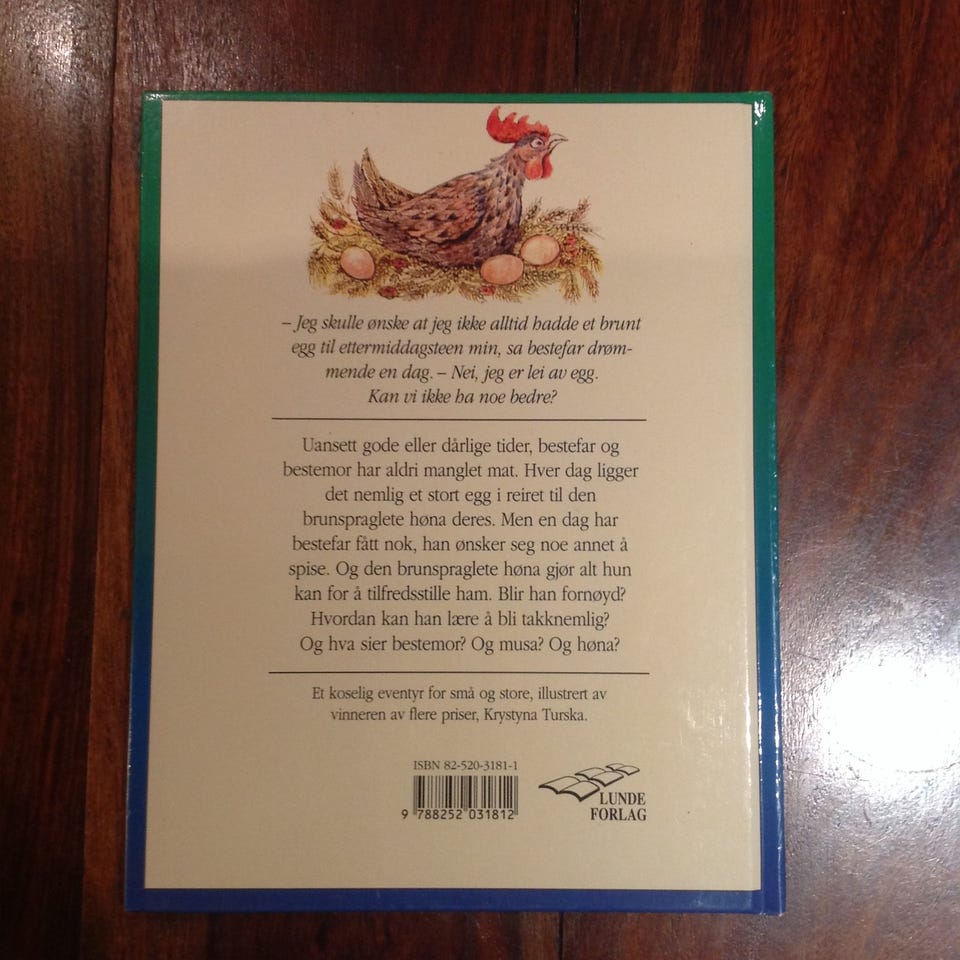 – Jeg skulle ønske at jeg ikke alltid hadde et brunt
egg til ettermiddagsteen min, sa bestefar drøm-
mende en dag. – Nei, jeg er lei av egg.
Kan vi ikke ha noe bedre?
Uansett gode eller dårlige tider, bestefar og
bestemor har aldri manglet mat. Hver dag ligger
det nemlig et stort egg i reiret til den
brunspraglete høna deres. Men en dag har
bestefar fått nok, han ønsker seg noe annet å
spise. Og den brunspraglete høna gjør alt hun
kan for å tilfredsstille ham. Blir han fornøyd?
Hvordan kan han lære å bli takknemlig?
Og hva sier bestemor? Og musa? Og høna?
Et koselig eventyr for små og store, illustrert av
vinneren av flere priser, Krystyna Turska.
ISBN 82-520-3181-1
9 788252 031812
LUNDE
FORLAG